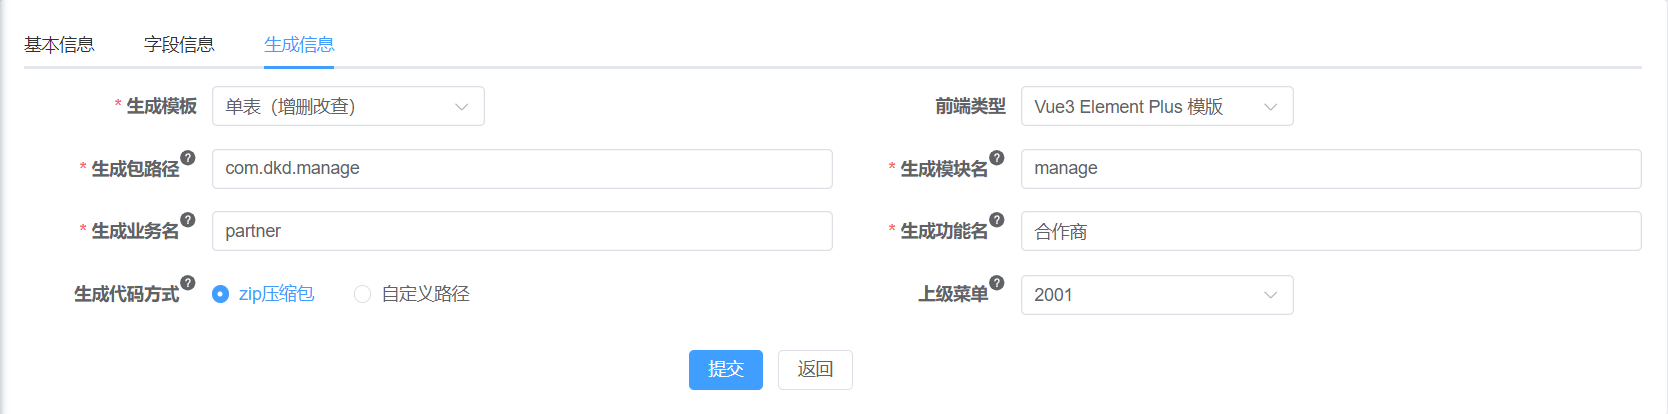 基本信息 字段信息 生成信息
* 生成模板 单表（增删改查） 前端类型 Vue3 Element Plus 模版
* 生成包路径 ? com.dkd.manage * 生成模块名 ? manage
* 生成业务名 ? partner * 生成功能名 ? 合作商
生成代码方式 ? zip压缩包 自定义路径 上级菜单 ? 2001
提交 返回